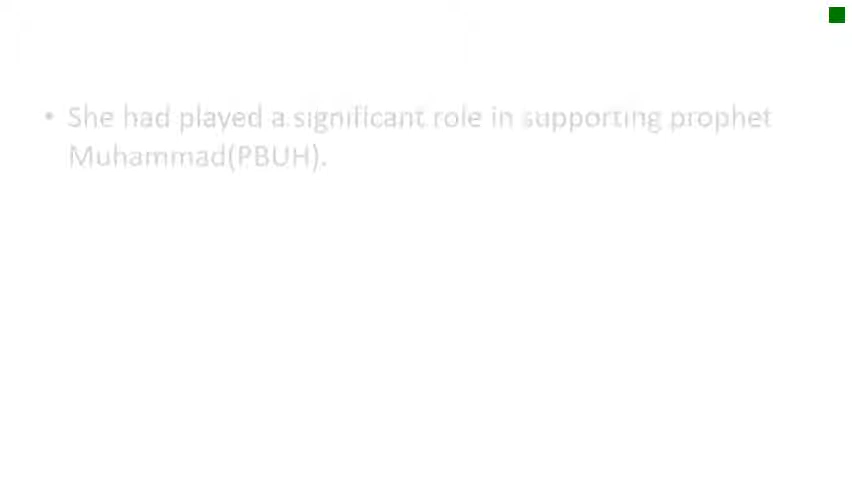 • She had played a significant role in supporting prophet
Muhammad(PBUH).